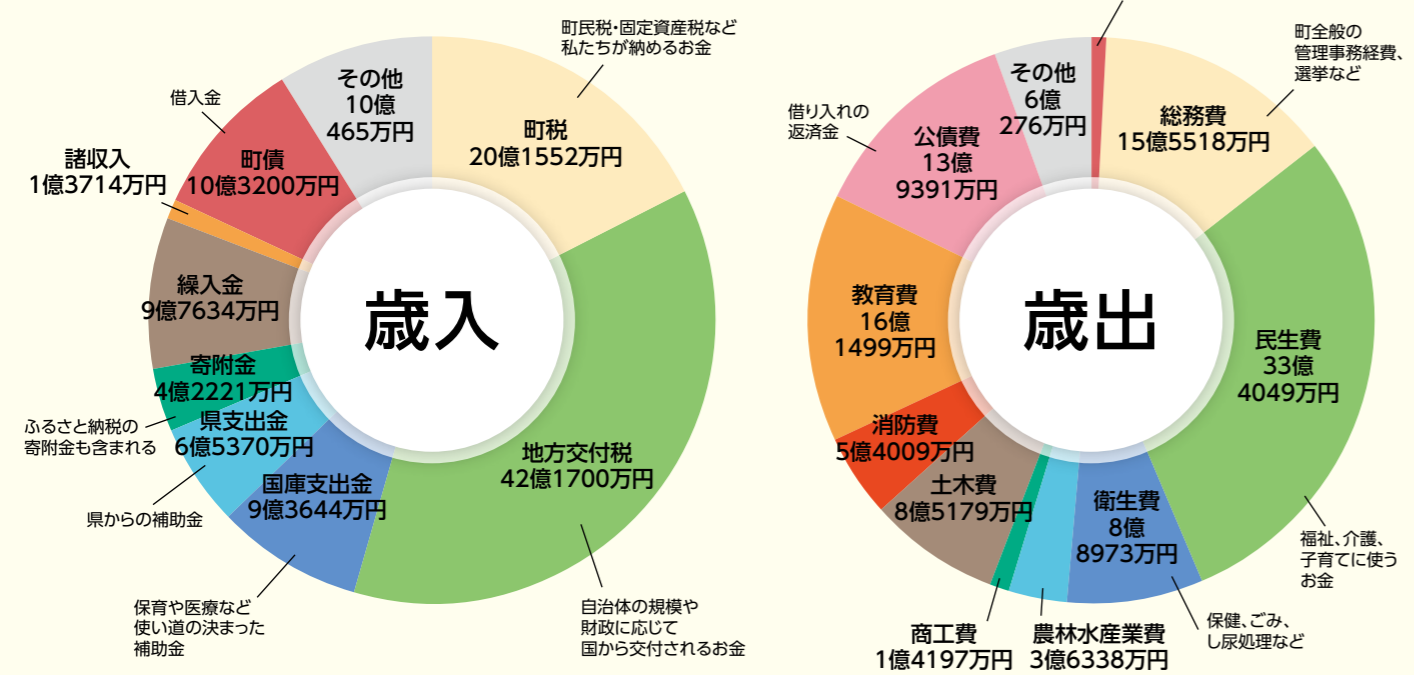 歳入
町民税・固定資産税など
私たちが納めるお金
町税
20億1552万円
地方交付税
42億1700万円
自治体の規模や
財政に応じて
国から交付されるお金
国庫支出金
9億3644万円
保育や医療など
使い道の決まった
補助金
県支出金
6億5370万円
県からの補助金
寄附金
4億2221万円
ふるさと納税の
寄附金も含まれる
繰入金
9億7634万円
諸収入
1億3714万円
借入金
町債
10億3200万円
その他
10億
465万円
歳出
町全般の
管理事務経費、
選挙など
総務費
15億5518万円
民生費
33億
4049万円
福祉、介護、
子育てに使う
お金
衛生費
8億
8973万円
保健、ごみ、
し尿処理など
農林水産業費
3億6338万円
商工費
1億4197万円
土木費
8億5179万円
消防費
5億4009万円
教育費
16億
1499万円
借り入れの
返済金
公債費
13億
9391万円
その他
6億
276万円